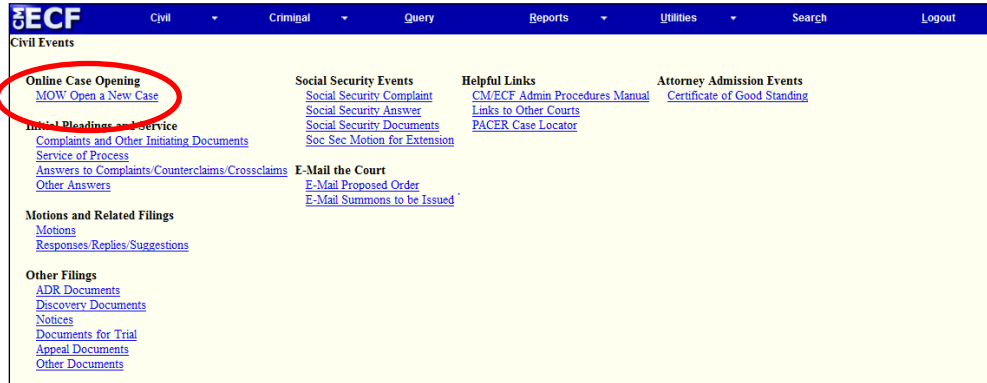 CM ECF Civil Criminal Query Reports Utilities Search Logout
Civil Events
Online Case Opening
MOW Open a New Case
Initial Pleadings and Service
Complaints and Other Initiating Documents
Service of Process
Answers to Complaints/Counterclaims/Crossclaims
Other Answers
Motions and Related Filings
Motions
Responses/Replies/Suggestions
Other Filings
ADR Documents
Discovery Documents
Notices
Documents for Trial
Appeal Documents
Other Documents
Social Security Events
Social Security Complaint
Social Security Answer
Social Security Documents
Soc Sec Motion for Extension
E-Mail the Court
E-Mail Proposed Order
E-Mail Summons to be Issued
Helpful Links
CM/ECF Admin Procedures Manual
Links to Other Courts
PACER Case Locator
Attorney Admission Events
Certificate of Good Standing